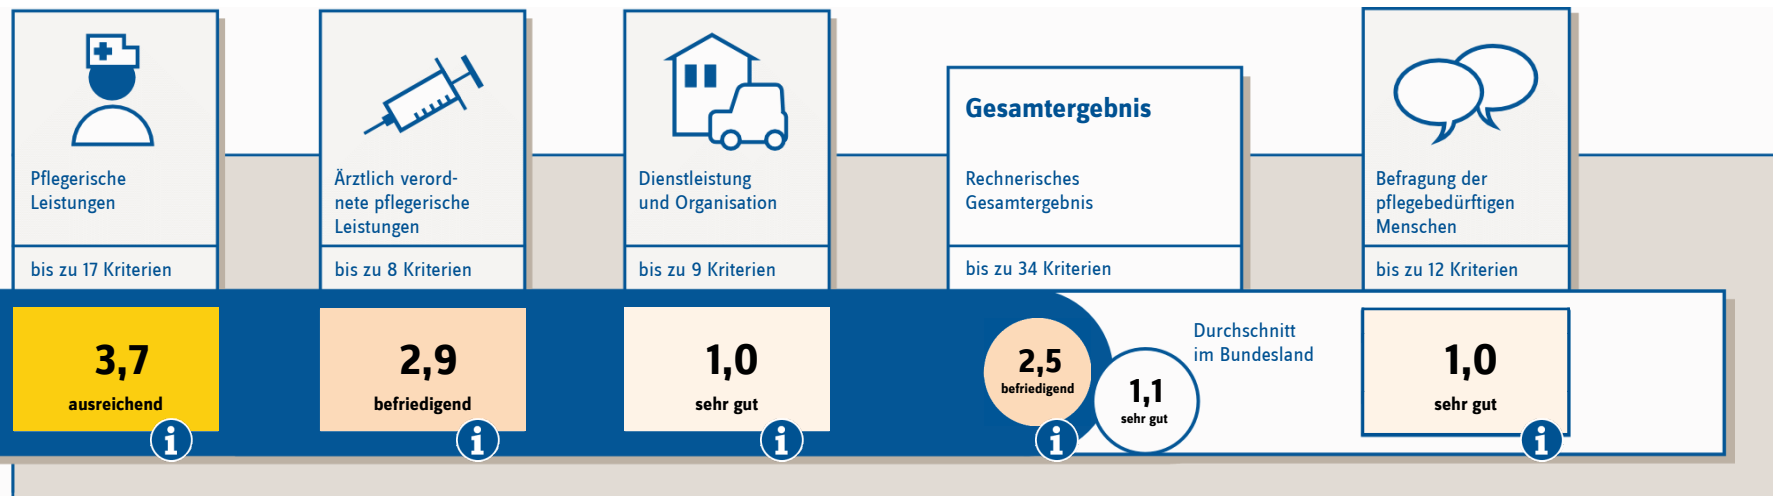 Pflegerische
Leistungen
bis zu 17 Kriterien
3,7
ausreichend
i
Ärztlich verord-
nete pflegerische
Leistungen
bis zu 8 Kriterien
2,9
befriedigend
i
Dienstleistung
und Organisation
bis zu 9 Kriterien
1,0
sehr gut
i
Gesamtergebnis
Rechnerisches
Gesamtergebnis
bis zu 34 Kriterien
2,5
befriedigend
i
Durchschnitt
im Bundesland
1,1
sehr gut
Befragung der
pflegebedürftigen
Menschen
bis zu 12 Kriterien
1,0
sehr gut
i